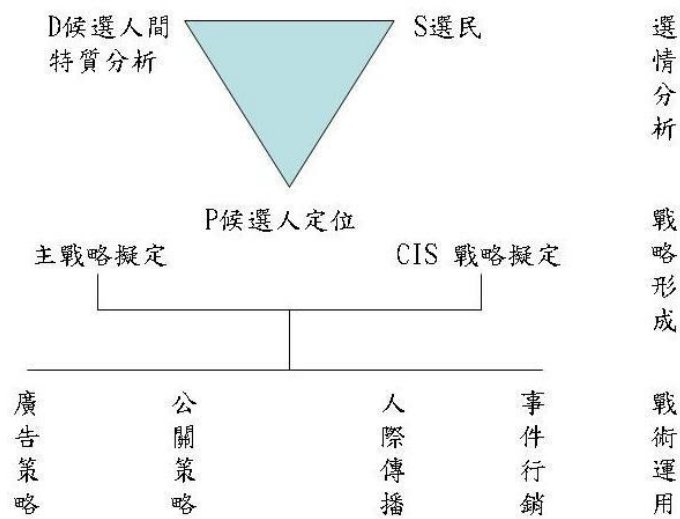 D候選人間
特質分析
S選民
選情分析
P候選人定位
主戰略擬定
CIS 戰略擬定
戰略形成
廣告策略
公關策略
人際傳播
事件行銷
戰術運用